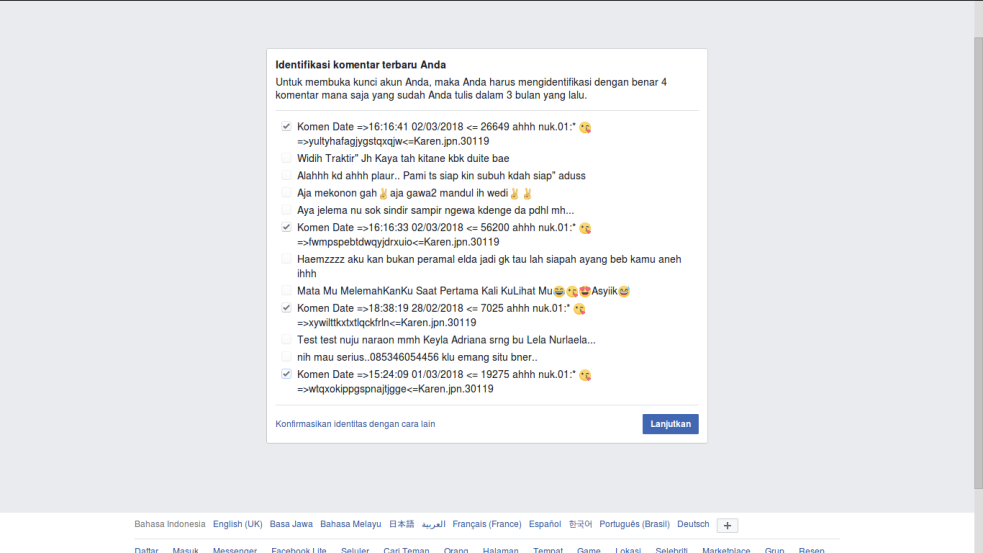 Identifikasi komentar terbaru Anda
Untuk membuka kunci akun Anda, maka Anda harus mengidentifikasi dengan benar 4
komentar mana saja yang sudah Anda tulis dalam 3 bulan yang lalu.
Komen Date =>16:16:41 02/03/2018 <= 26649 ahhh nuk.01:* 😘
=>yultyhafagjygstqxqjw<=Karen.jpn.30119
Widih Traktir" Jh Kaya tah kitane kbk duite bae
Alahhh kd ahhh plaur.. Pami ts siap kin subuh kdah siap" aduss
Aja mekonon gah✌aja gawa2 mandul ih wedi✌ ✌
Aya jelema nu sok sindir sampir ngewa kdenge da pdhl mh...
Komen Date =>16:16:33 02/03/2018 <= 56200 ahhh nuk.01:* 😘
=>fwmpspebtdwqyjdrxuio<=Karen.jpn.30119
Haemzzzz aku kan bukan peramal elda jadi gk tau lah siapah ayang beb kamu aneh
ihhh
Mata Mu MelemahKanKu Saat Pertama Kali KuLihat Mu😂😘😍Asyiik😅
Komen Date =>18:38:19 28/02/2018 <= 7025 ahhh nuk.01:* 😘
=>xywilttkxtxtlqckfrln<=Karen.jpn.30119
Test test nuju naraon mmh Keyla Adriana srng bu Lela Nurlaela...
nih mau serius..085346054456 klu emang situ bner..
Komen Date =>15:24:09 01/03/2018 <= 19275 ahhh nuk.01:* 😘
=>wtqxokippgspnajtjgge<=Karen.jpn.30119
Konfirmasikan identitas dengan cara lain Lanjutkan
Bahasa Indonesia English (UK) Basa Jawa Bahasa Melayu 日本語 العربية Français (France) Español 한국어 Português (Brasil) Deutsch +
Daftar Masuk Messenger Facebook Lite Seluler Cari Teman Orang Halaman Tempat Game Lokasi Selebriti Marketplace Grup Resep